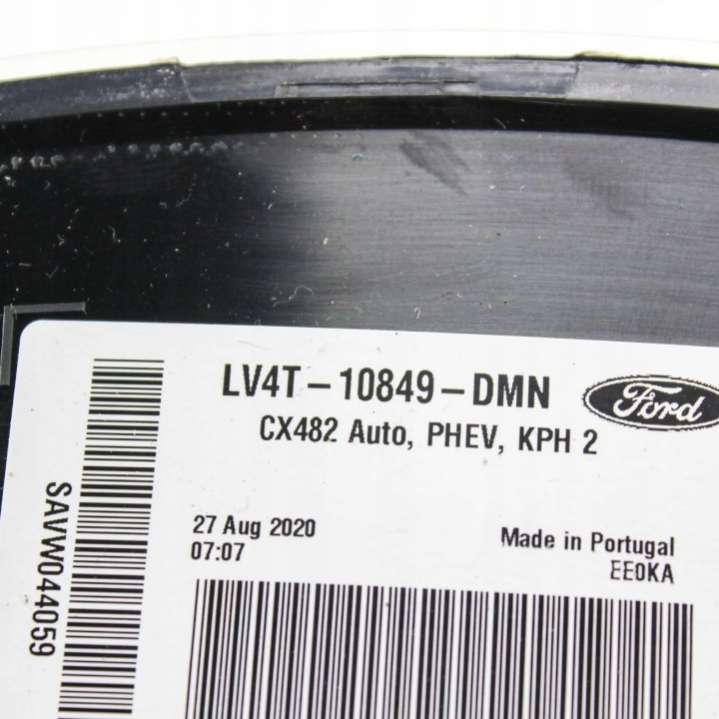 LV4T-10849-DMN
Ford
CX482 Auto, PHEV, KPH 2
SAVW044059
27 Aug 2020
07:07
Made in Portugal
EE0KA